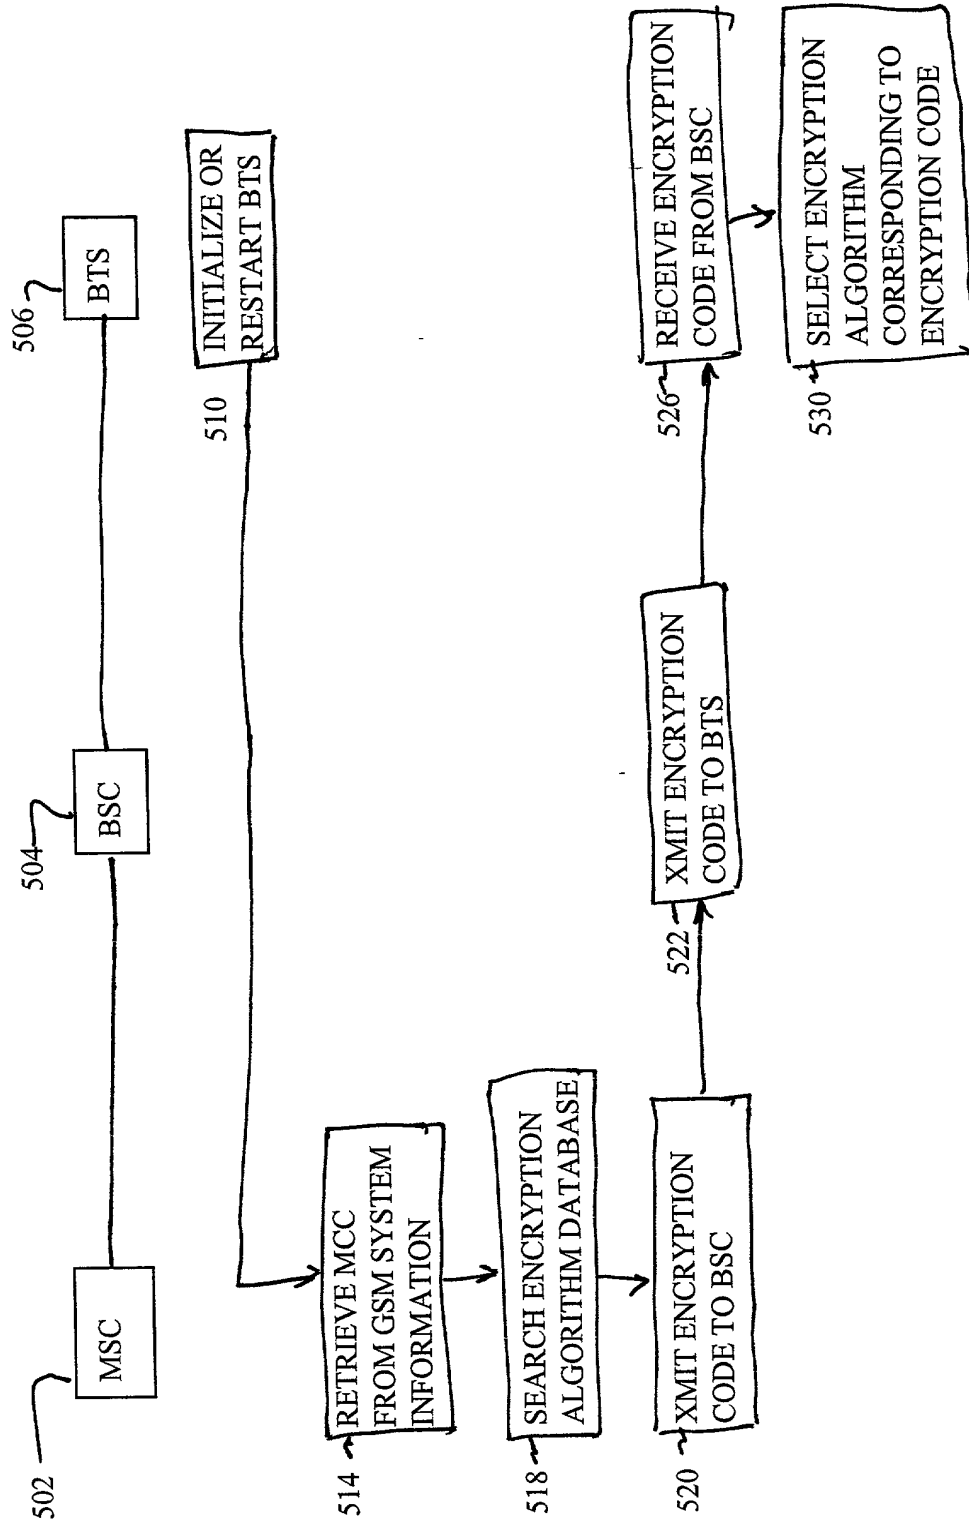 502
MSC
504
BSC
506
BTS
510
INITIALIZE OR
RESTART BTS
514
RETRIEVE MCC
FROM GSM SYSTEM
INFORMATION
518
SEARCH ENCRYPTION
ALGORITHM DATABASE
520
XMIT ENCRYPTION
CODE TO BSC
522
XMIT ENCRYPTION
CODE TO BTS
526
RECEIVE ENCRYPTION
CODE FROM BSC
530
SELECT ENCRYPTION
ALGORITHM
CORRESPONDING TO
ENCRYPTION CODE